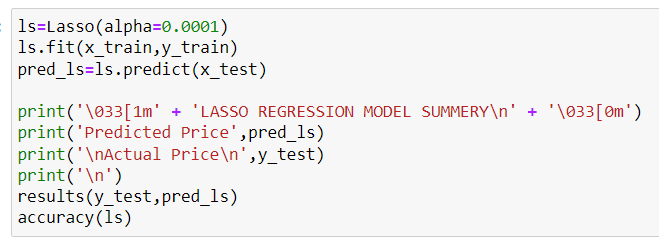 ls=Lasso(alpha=0.0001)
ls.fit(x_train,y_train)
pred_ls=ls.predict(x_test)
print('\033[1m' + 'LASSO REGRESSION MODEL SUMMERY\n' + '\033[0m')
print('Predicted Price',pred_ls)
print('\nActual Price\n',y_test)
print('\n')
results(y_test,pred_ls)
accuracy(ls)